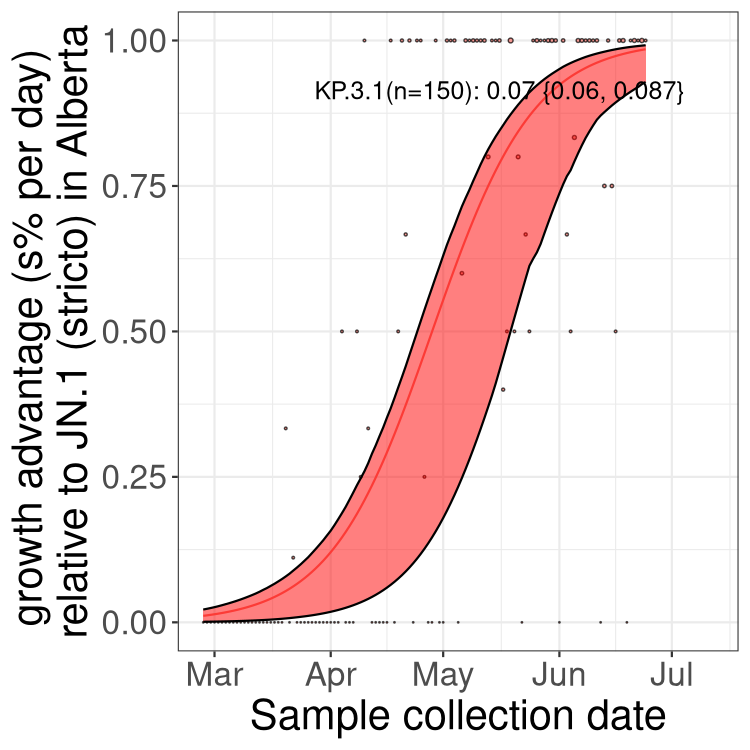 growth advantage (s% per day)
relative to JN.1 (stricto) in Alberta
1.00
0.75
0.50
0.25
0.00
KP.3.1(n=150): 0.07 {0.06, 0.087}
Mar Apr May Jun Jul
Sample collection date